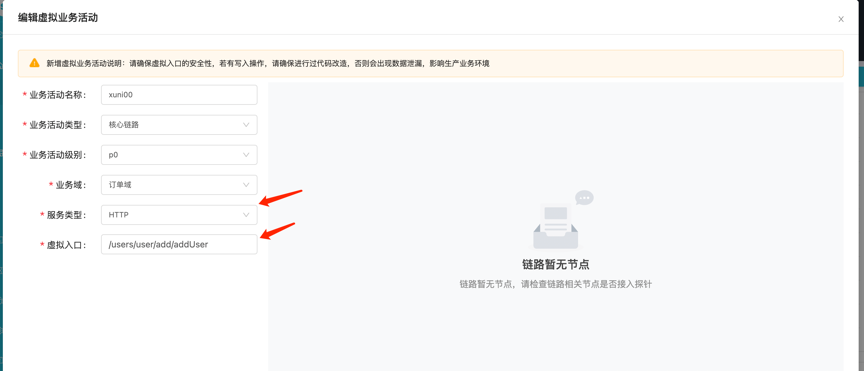 编辑虚拟业务活动
x
新增虚拟业务活动说明：请确保虚拟入口的安全性，若有写入操作，请确保进行过代码改造，否则会出现数据泄漏，影响生产业务环境
* 业务活动名称： xuni00
* 业务活动类型： 核心链路
* 业务活动级别： p0
* 业务域： 订单域
* 服务类型： HTTP
* 虚拟入口： /users/user/add/addUser
链路暂无节点
链路暂无节点，请检查链路相关节点是否接入探针